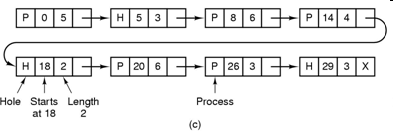 P 0 5 H 5 3 P 8 6 P 14 4
H 18 2 P 20 6 P 26 3 H 29 3 X
Hole Starts Length Process
at 18 2
(c)